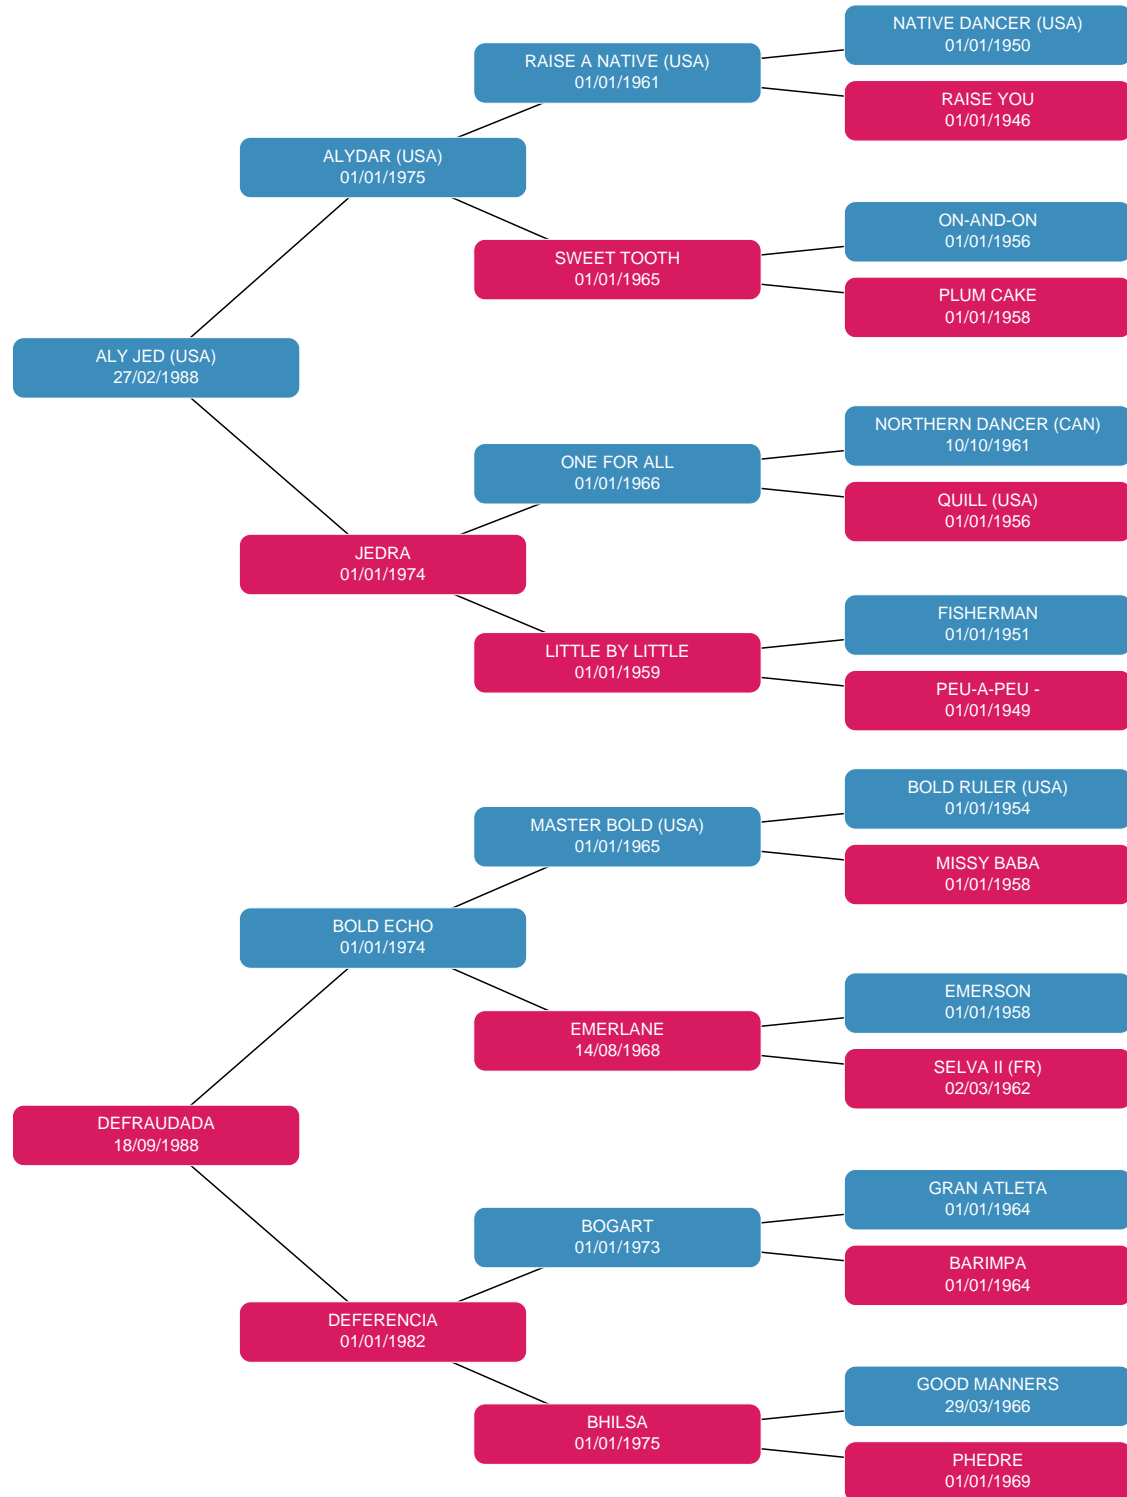 NATIVE DANCER (USA)
01/01/1950
RAISE A NATIVE (USA)
01/01/1961
RAISE YOU
01/01/1946
ALYDAR (USA)
01/01/1975
ON-AND-ON
01/01/1956
SWEET TOOTH
01/01/1965
PLUM CAKE
01/01/1958
ALY JED (USA)
27/02/1988
NORTHERN DANCER (CAN)
10/10/1961
ONE FOR ALL
01/01/1966
QUILL (USA)
01/01/1956
JEDRA
01/01/1974
FISHERMAN
01/01/1951
LITTLE BY LITTLE
01/01/1959
PEU-A-PEU -
01/01/1949
BOLD RULER (USA)
01/01/1954
MASTER BOLD (USA)
01/01/1965
MISSY BABA
01/01/1958
BOLD ECHO
01/01/1974
EMERSON
01/01/1958
EMERLANE
14/08/1968
SELVA II (FR)
02/03/1962
DEFRAUDADA
18/09/1988
GRAN ATLETA
01/01/1964
BOGART
01/01/1973
BARIMPA
01/01/1964
DEFERENCIA
01/01/1982
GOOD MANNERS
29/03/1966
BHILSA
01/01/1975
PHEDRE
01/01/1969